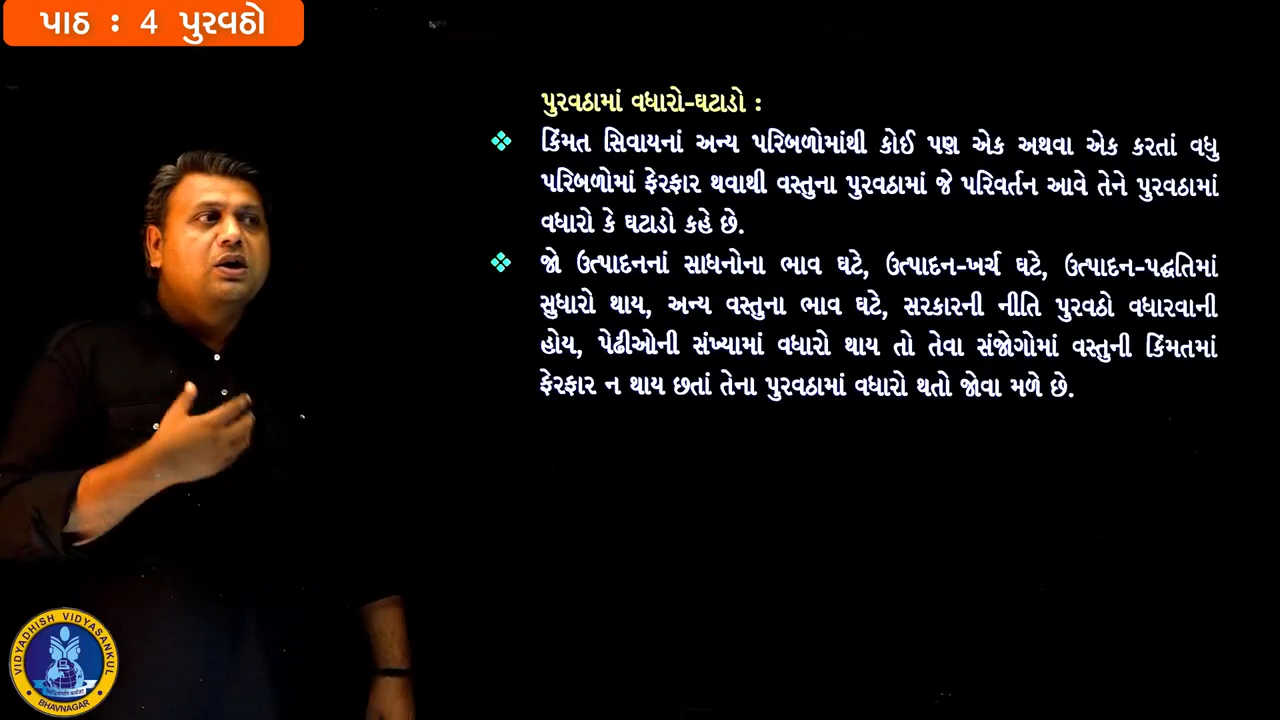 પાઠ : 4 પુરવઠો
પુરવઠામાં વધારો-ઘટાડો :
કિંમત સિવાયનાં અન્ય પરિબળોમાંથી કોઈ પણ એક અથવા એક કરતાં વધુ
પરિબળોમાં ફેરફાર થવાથી વસ્તુના પુરવઠામાં જે પરિવર્તન આવે તેને પુરવઠામાં
વધારો કે ઘટાડો કહે છે.
જો ઉત્પાદનનાં સાધનોના ભાવ ઘટે, ઉત્પાદન-ખર્ચ ઘટે, ઉત્પાદન-પદ્ધતિમાં
સુધારો થાય, અન્ય વસ્તુના ભાવ ઘટે, સરકારની નીતિ પુરવઠો વધારવાની
હોય, પેઢીઓની સંખ્યામાં વધારો થાય તો તેવા સંજોગોમાં વસ્તુની કિંમતમાં
ફેરફાર ન થાય છતાં તેના પુરવઠામાં વધારો થતો જોવા મળે છે.
VIDYADHISH VIDYASANKUL
BHAVNAGAR